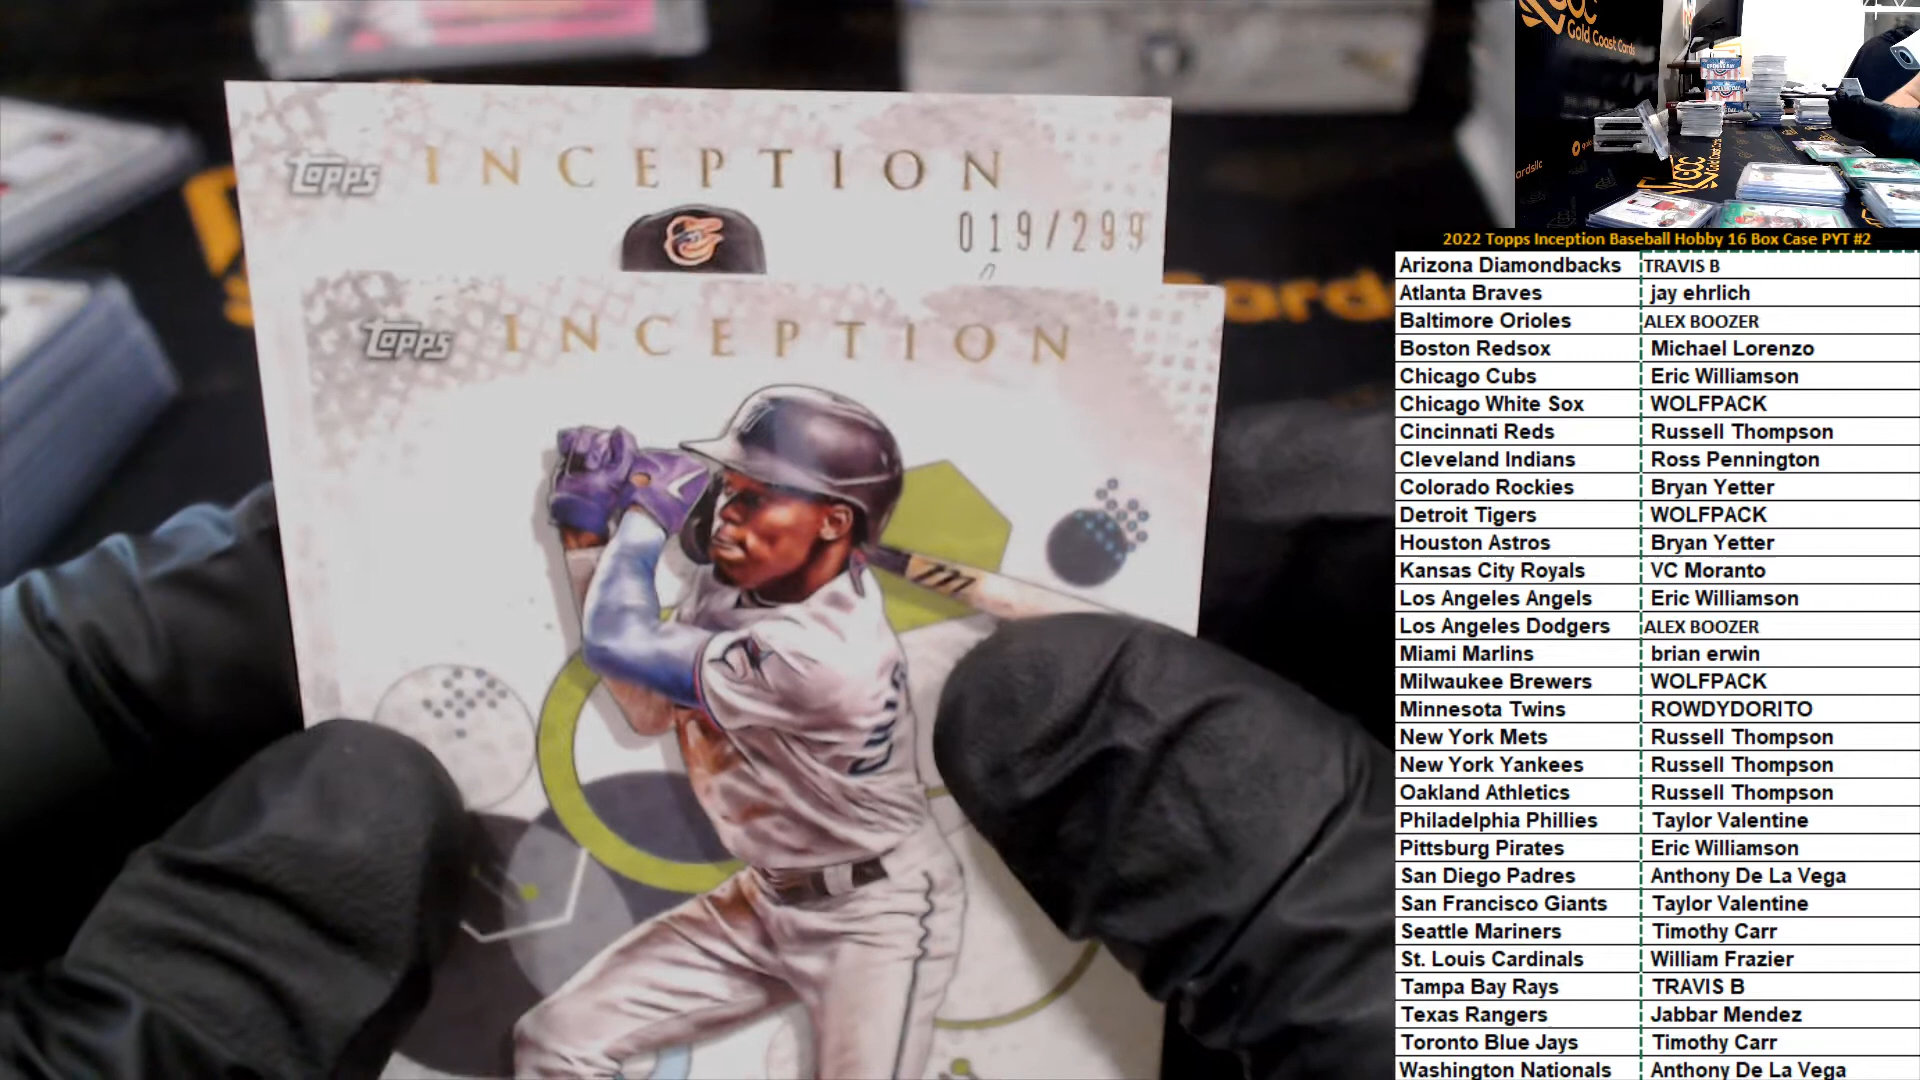 Topps INCEPTION
019/299
Topps INCEPTION
m
GCC
Gold Coast Cards
GCC
2022 Topps Inception Baseball Hobby 16 Box Case PYT #2
Arizona Diamondbacks TRAVIS B
Atlanta Braves jay ehrlich
Baltimore Orioles ALEX BOOZER
Boston Redsox Michael Lorenzo
Chicago Cubs Eric Williamson
Chicago White Sox WOLFPACK
Cincinnati Reds Russell Thompson
Cleveland Indians Ross Pennington
Colorado Rockies Bryan Yetter
Detroit Tigers WOLFPACK
Houston Astros Bryan Yetter
Kansas City Royals VC Moranto
Los Angeles Angels Eric Williamson
Los Angeles Dodgers ALEX BOOZER
Miami Marlins brian erwin
Milwaukee Brewers WOLFPACK
Minnesota Twins ROWDYDORITO
New York Mets Russell Thompson
New York Yankees Russell Thompson
Oakland Athletics Russell Thompson
Philadelphia Phillies Taylor Valentine
Pittsburg Pirates Eric Williamson
San Diego Padres Anthony De La Vega
San Francisco Giants Taylor Valentine
Seattle Mariners Timothy Carr
St. Louis Cardinals William Frazier
Tampa Bay Rays TRAVIS B
Texas Rangers Jabbar Mendez
Toronto Blue Jays Timothy Carr
Washington Nationals Anthony De La Vega